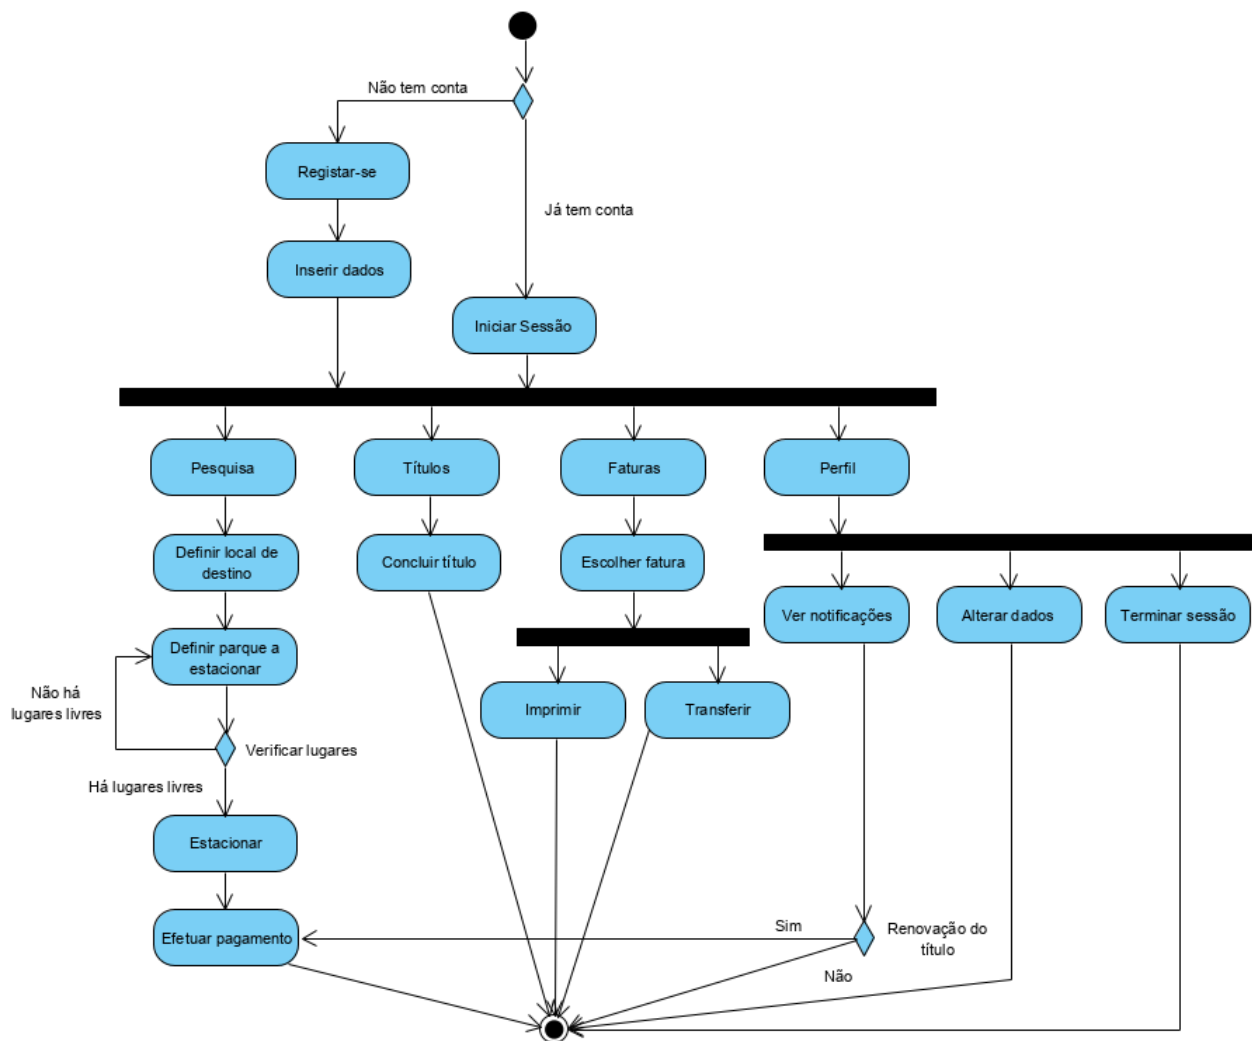 Não tem conta
Registar-se
Já tem conta
Inserir dados
Iniciar Sessão
Pesquisa
Títulos
Faturas
Perfil
Definir local de
destino
Concluir título
Escolher fatura
Ver notificações
Alterar dados
Terminar sessão
Definir parque a
estacionar
Não há
lugares livres
Imprimir
Transferir
Verificar lugares
Há lugares livres
Estacionar
Efetuar pagamento
Sim
Renovação do
título
Não